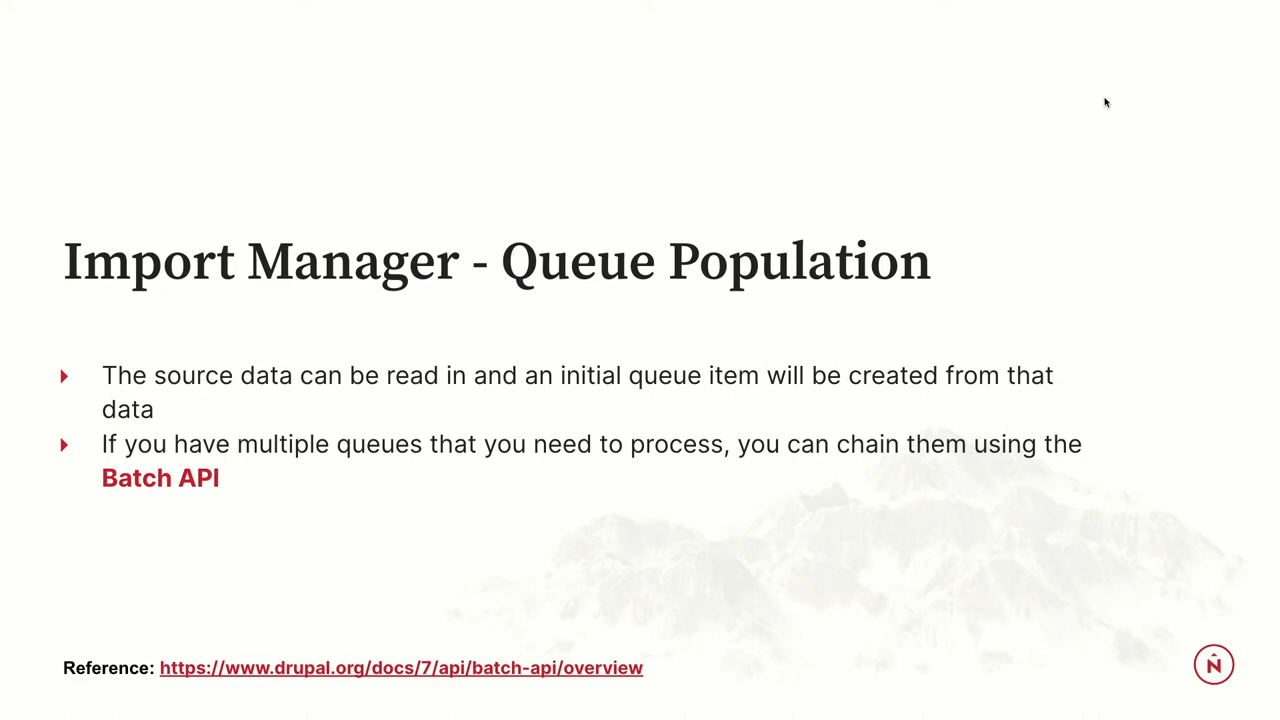 Import Manager - Queue Population
The source data can be read in and an initial queue item will be created from that
data
If you have multiple queues that you need to process, you can chain them using the
Batch API
Reference: https://www.drupal.org/docs/7/api/batch-api/overview
N